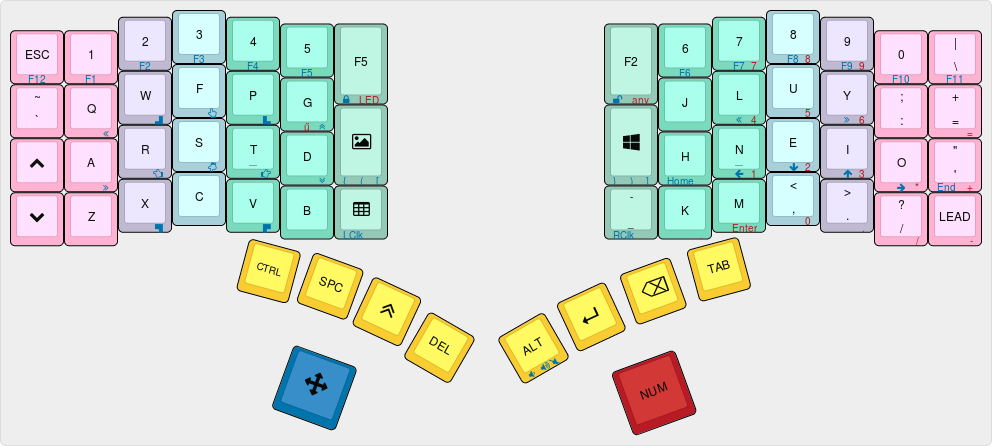 ESC 1 2 3 4 5 F5 F2 6 7 8 9 0 |
\
F12 F1 F2 F3 F4 F5 LED any F6 F7 7 F8 8 F9 9 F10 F11
~ Q W F P G J L U Y ; +
` « ü « 4 5 » 6 : = =
A R S T D H N E I O "
» _ { ( [ } ) ] Home _ 1 2 3 * ' End +
Z X C V B - K M < > ? LEAD
LClk _ RClk Enter , 0 . . / / -
CTRL SPC DEL ALT TAB
NUM